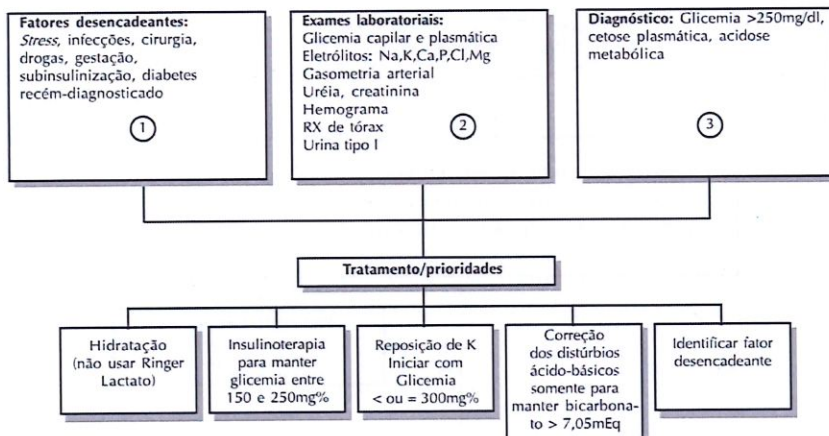 Fatores desencadeantes:
Stress, infecções, cirurgia,
drogas, gestação,
subinsulinização, diabetes
recém-diagnosticado
1
Exames laboratoriais:
Glicemia capilar e plasmática
Eletrólitos: Na,K,Ca,P,Cl,Mg
Gasometria arterial
Uréia, creatinina
Hemograma
RX de tórax
Urina tipo I
2
Diagnóstico: Glicemia >250mg/dl,
cetose plasmática, acidose
metabólica
3
Tratamento/prioridades
Hidratação
(não usar Ringer
Lactato)
Insulinoterapia
para manter
glicemia entre
150 e 250mg%
Reposição de K
Iniciar com
Glicemia
< ou = 300mg%
Correção
dos distúrbios
ácido-básicos
somente para
manter bicarbona-
to > 7,05mEq
Identificar fator
desencadeante